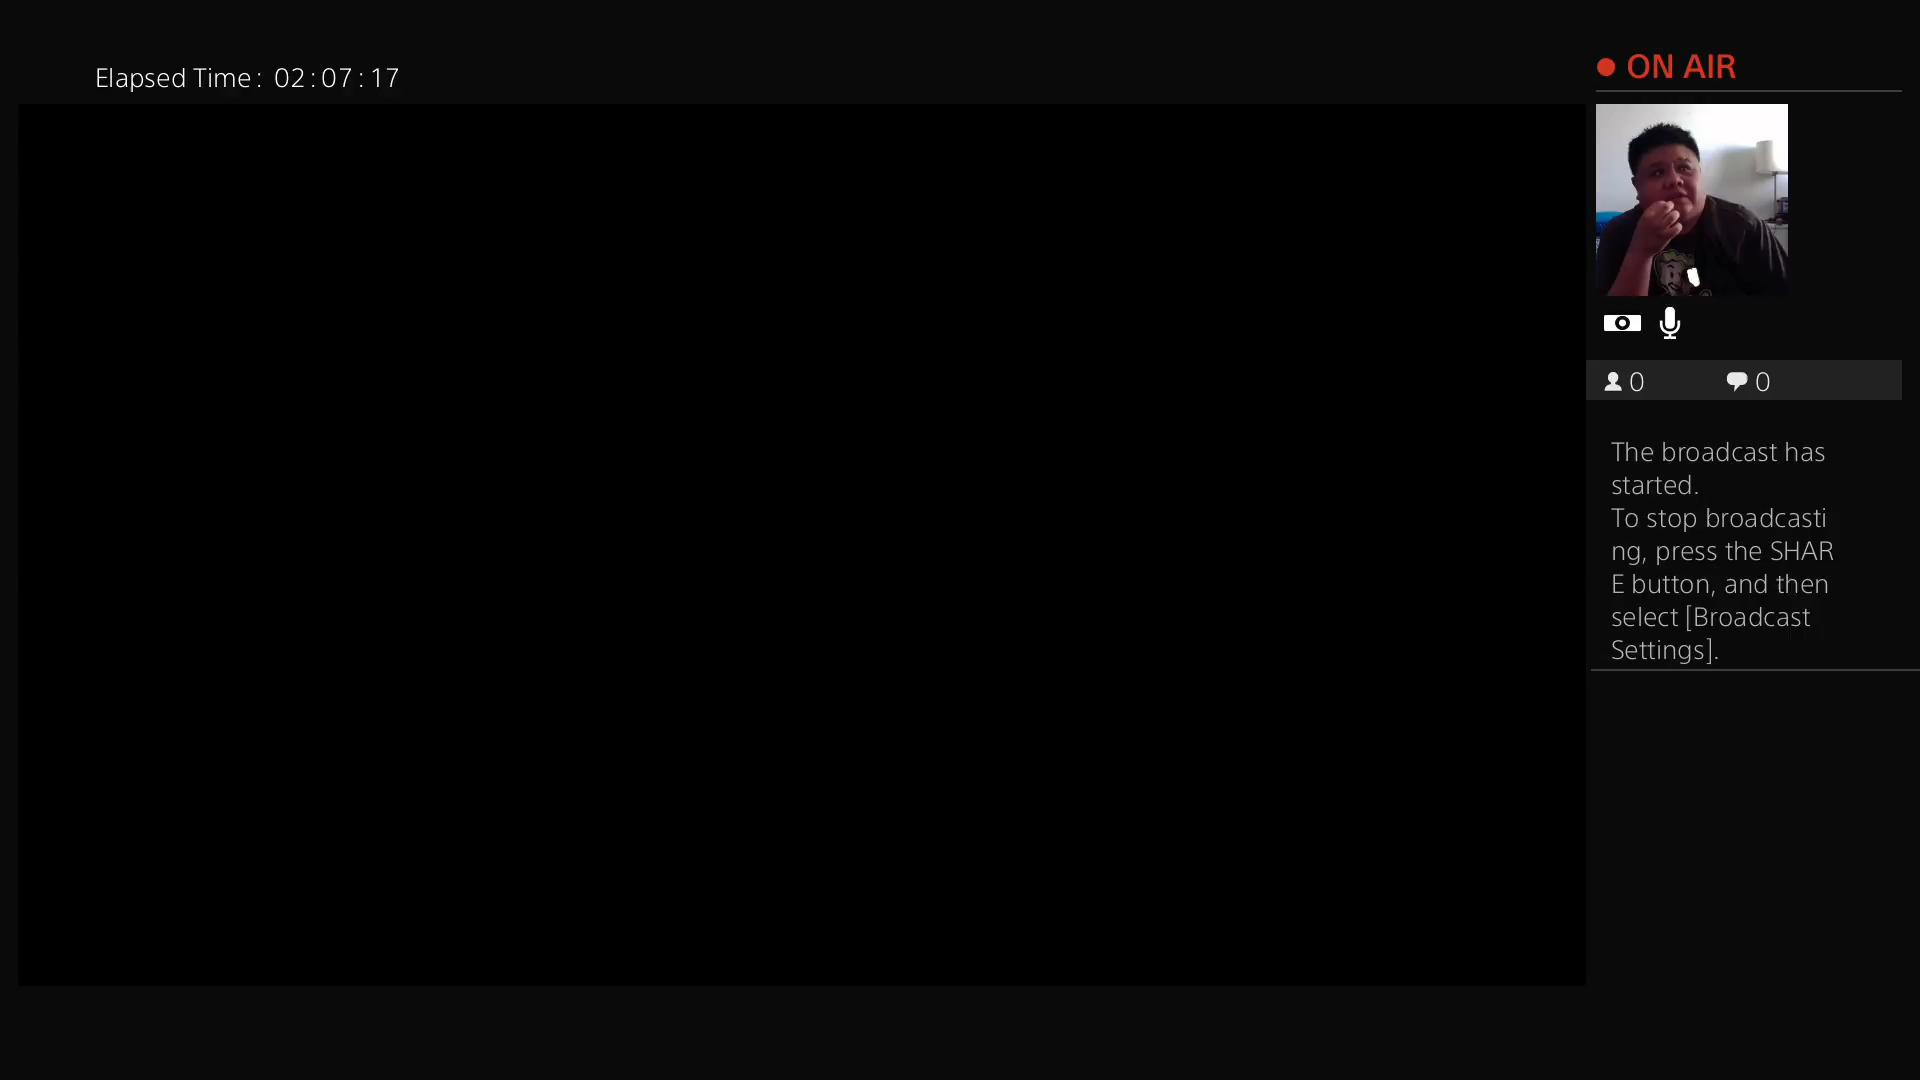 Elapsed Time: 02:07:17
ON AIR
0 0
The broadcast has
started.
To stop broadcasti
ng, press the SHAR
E button, and then
select [Broadcast
Settings].